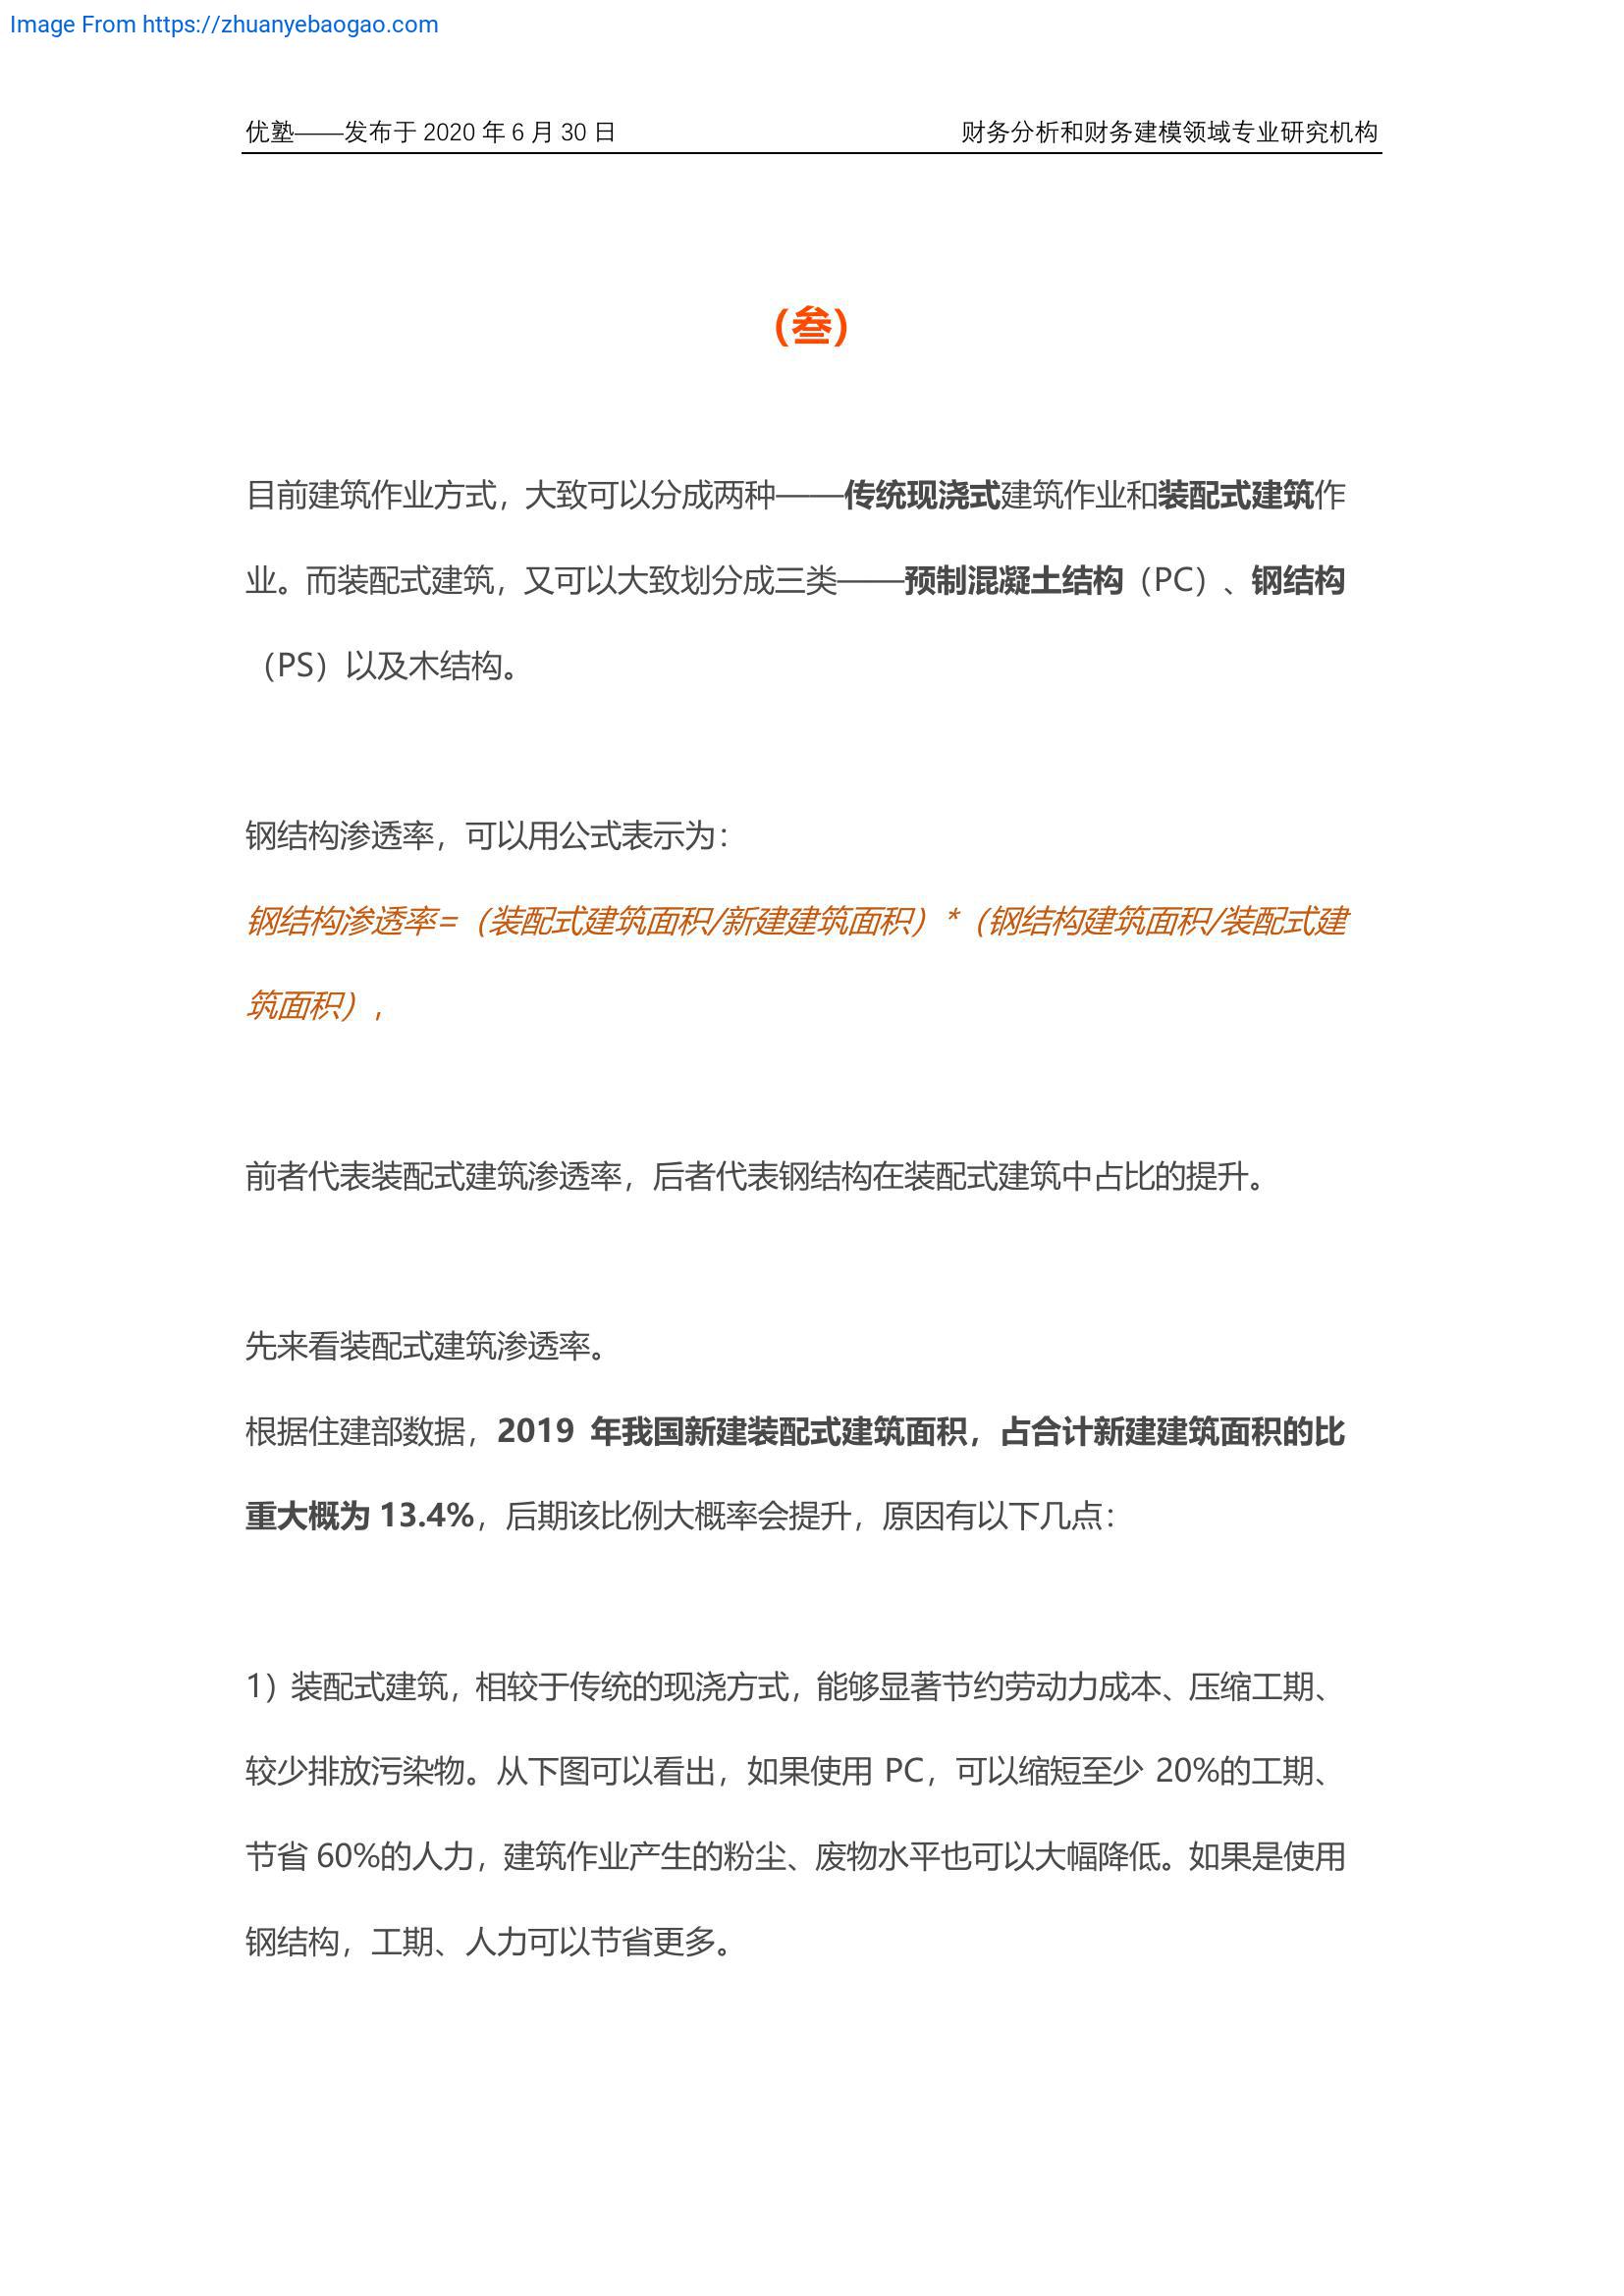 Image From https://zhuanyebaogao.com
优塾——发布于 2020 年 6 月 30 日 财务分析和财务建模领域专业研究机构
(叁)
目前建筑作业方式，大致可以分成两种——传统现浇式建筑作业和装配式建筑作
业。而装配式建筑，又可以大致划分成三类——预制混凝土结构（PC）、钢结构
（PS）以及木结构。
钢结构渗透率，可以用公式表示为：
钢结构渗透率=（装配式建筑面积/新建建筑面积）*（钢结构建筑面积/装配式建
筑面积），
前者代表装配式建筑渗透率，后者代表钢结构在装配式建筑中占比的提升。
先来看装配式建筑渗透率。
根据住建部数据，2019 年我国新建装配式建筑面积，占合计新建建筑面积的比
重大概为 13.4%，后期该比例大概率会提升，原因有以下几点：
1）装配式建筑，相较于传统的现浇方式，能够显著节约劳动力成本、压缩工期、
较少排放污染物。从下图可以看出，如果使用 PC，可以缩短至少 20%的工期、
节省 60%的人力，建筑作业产生的粉尘、废物水平也可以大幅降低。如果是使用
钢结构，工期、人力可以节省更多。